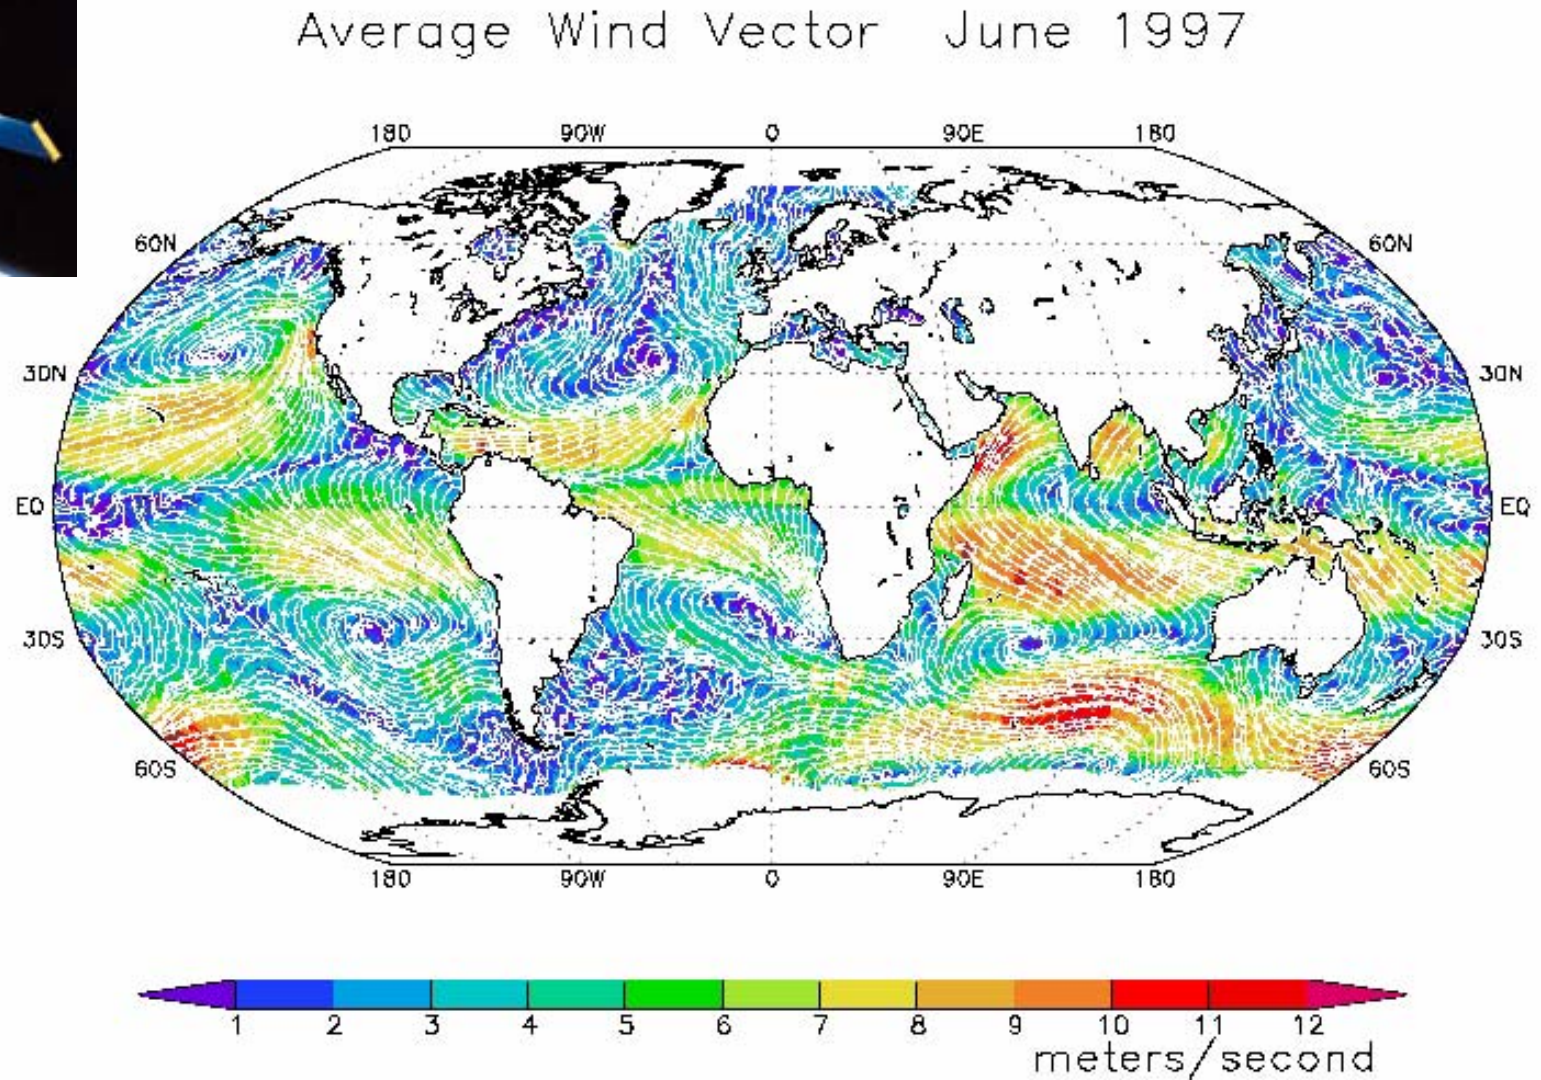 Average Wind Vector June 1997
180 90W 0 90E 180
60N 60N
30N 30N
EQ EQ
30S 30S
60S 60S
180 90W 0 90E 180
1 2 3 4 5 6 7 8 9 10 11 12
meters/second